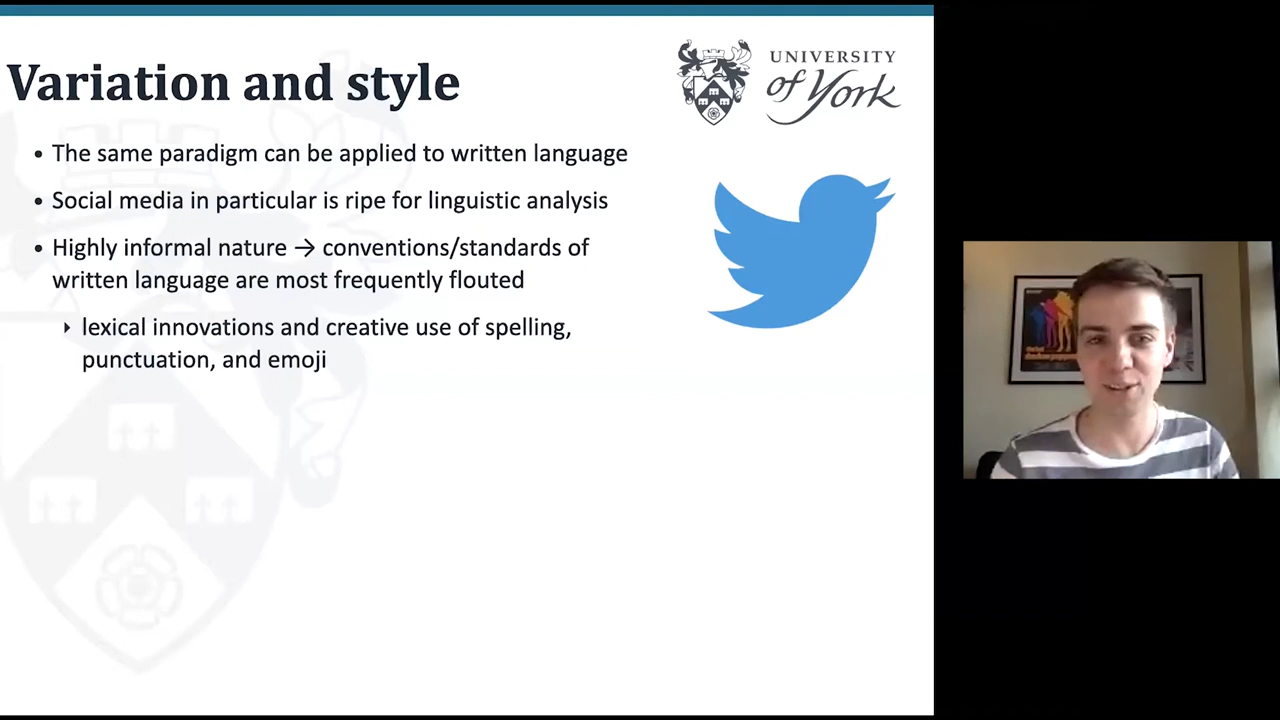 Variation and style
UNIVERSITY
of York
• The same paradigm can be applied to written language
• Social media in particular is ripe for linguistic analysis
• Highly informal nature → conventions/standards of
written language are most frequently flouted
‣ lexical innovations and creative use of spelling,
punctuation, and emoji